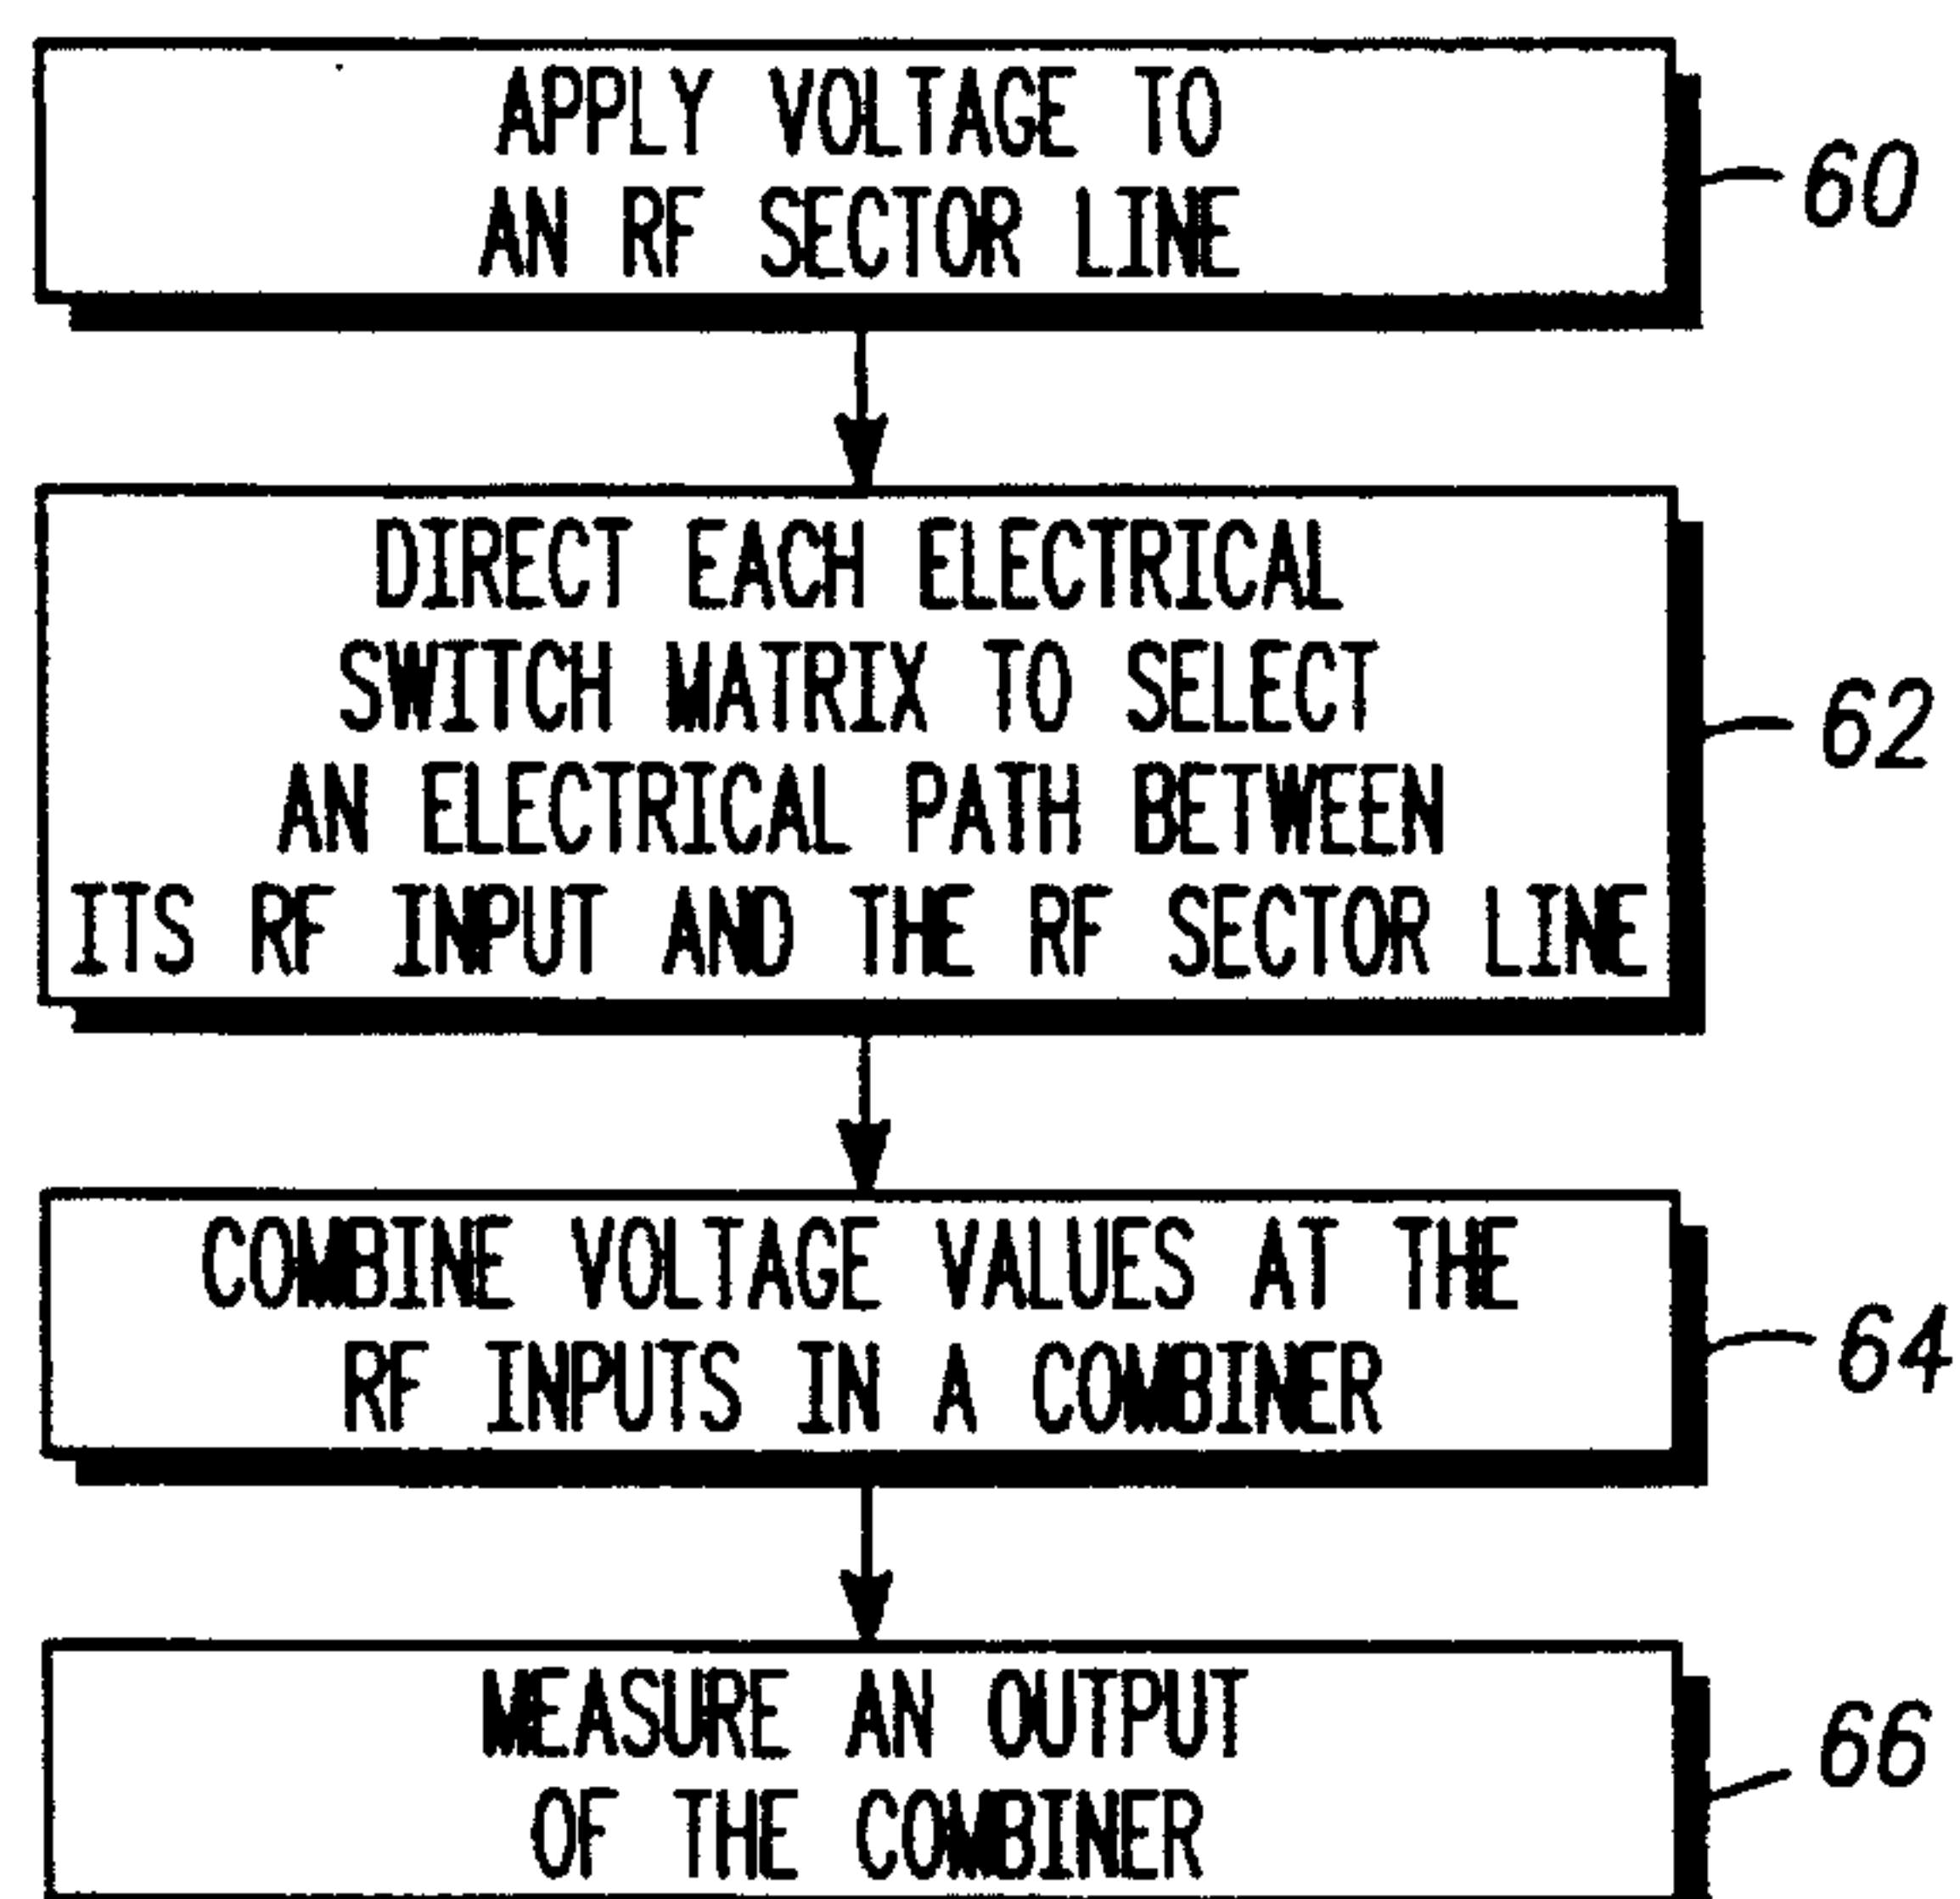 APPLY VOLTAGE TO
AN RF SECTOR LINE
60
DIRECT EACH ELECTRICAL
SWITCH MATRIX TO SELECT
AN ELECTRICAL PATH BETWEEN
ITS RF INPUT AND THE RF SECTOR LINE
62
COMBINE VOLTAGE VALUES AT THE
RF INPUTS IN A COMBINER
64
MEASURE AN OUTPUT
OF THE COMBINER
66